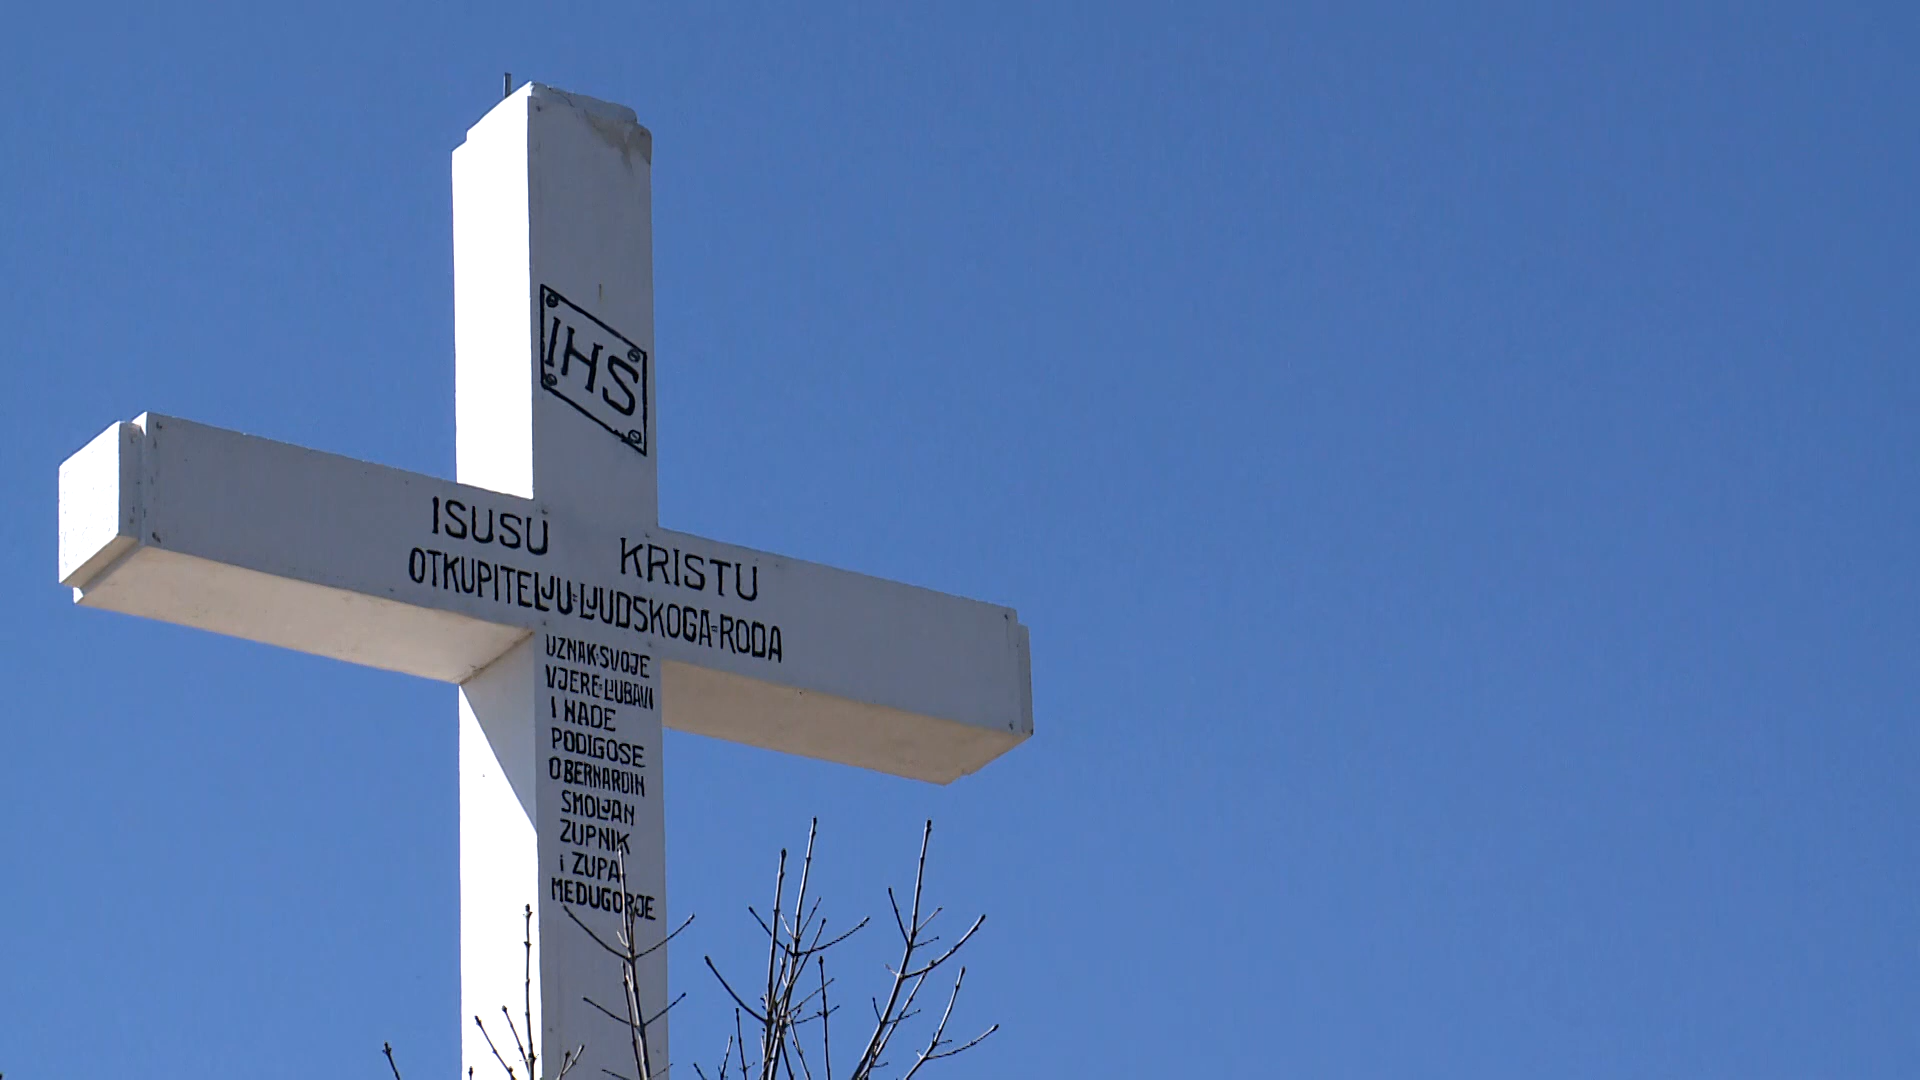 IHS
ISUSU KRISTU
OTKUPITELJU=LJUDSKOGA=RODA
UZNAK=SVOJE
VJERE=LJUBAVI
I NADE
PODIGOSE
O BERNARDIN
SMOLJAN
ZUPNIK
i ZUPA
MEDUGORJE